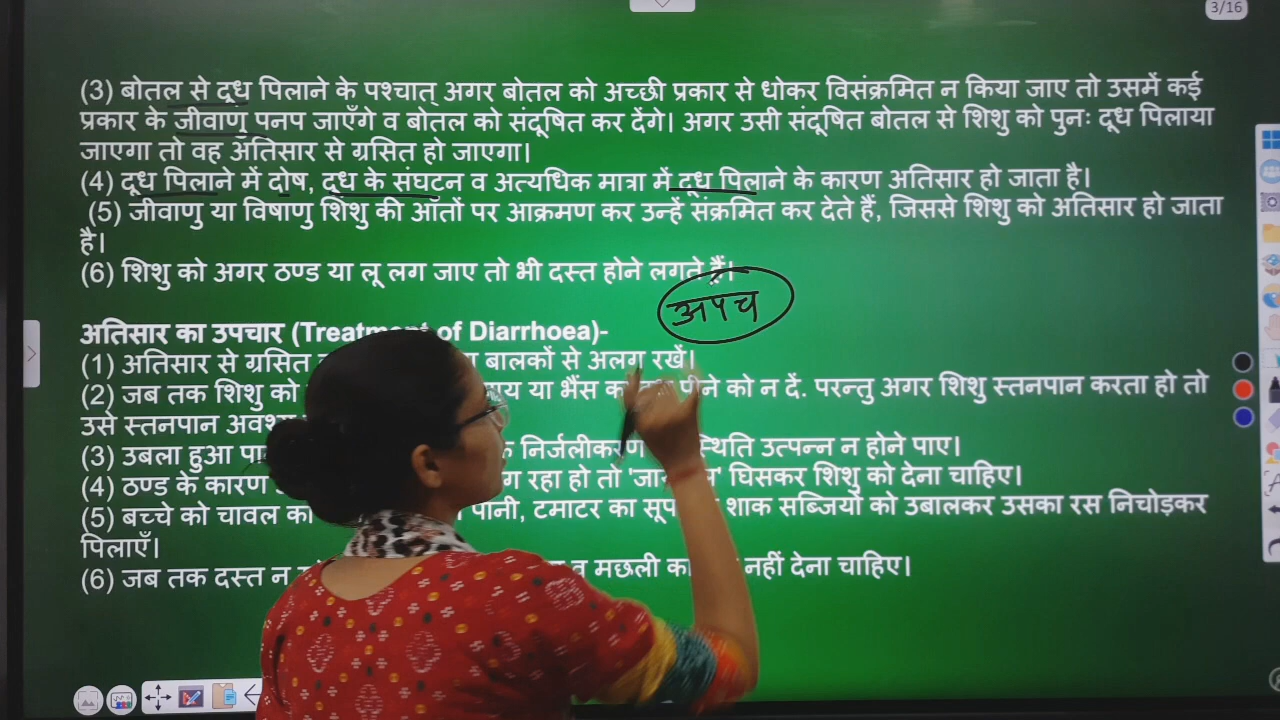 3/16
(3) बोतल से दूध पिलाने के पश्चात् अगर बोतल को अच्छी प्रकार से धोकर विसंक्रमित न किया जाए तो उसमें कई
प्रकार के जीवाणु पनप जाएँगे व बोतल को संदूषित कर देंगे। अगर उसी संदूषित बोतल से शिशु को पुनः दूध पिलाया
जाएगा तो वह अतिसार से ग्रसित हो जाएगा।
(4) दूध पिलाने में दोष, दूध के संघटन व अत्यधिक मात्रा में दूध पिलाने के कारण अतिसार हो जाता है।
(5) जीवाणु या विषाणु शिशु की आँतों पर आक्रमण कर उन्हें संक्रमित कर देते हैं, जिससे शिशु को अतिसार हो जाता
है।
(6) शिशु को अगर ठण्ड या लू लग जाए तो भी दस्त होने लगते हैं।
अपच
अतिसार का उपचार (Treatment of Diarrhoea)-
(1) अतिसार से ग्रसित बालकों से अलग रखें।
(2) जब तक शिशु को या भैंस पीने को न दें. परन्तु अगर शिशु स्तनपान करता हो तो
उसे स्तनपान
(3) उबला हुआ निर्जलीकरण उत्पन्न न होने पाए।
(4) ठण्ड के कारण रहा हो तो घिसकर शिशु को देना चाहिए।
(5) बच्चे को चावल पानी, टमाटर का सूप शाक सब्जियों को उबालकर उसका रस निचोड़कर
पिलाएँ।
(6) जब तक दस्त न व मछली नहीं देना चाहिए।